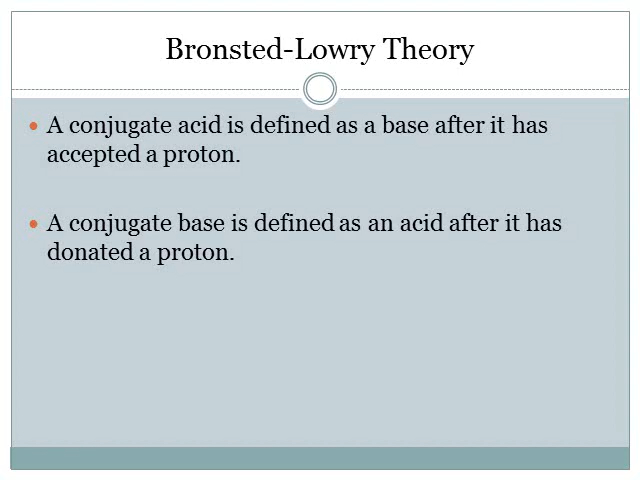 Bronsted-Lowry Theory
• A conjugate acid is defined as a base after it has
accepted a proton.
• A conjugate base is defined as an acid after it has
donated a proton.